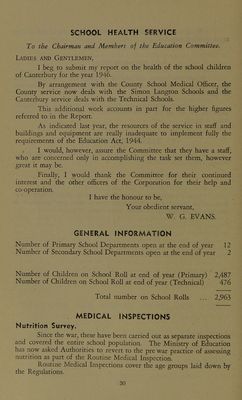 SCHOOL HEALTH SERVICE
To the Chairman and Members of the Education Committee.
LADIES AND GENTLEMEN,
I beg to submit my report on the health of the school children
of Canterbury for the year 1946.
By arrangement with the County School Medical Officer, the
County service now deals with the Simon Langton Schools and the
Canterbury service deals with the Technical Schools.
This additional work accounts in part for the higher figures
referred to in the Report.
As indicated last year, the resources of the service in staff and
buildings and equipment are really inadequate to implement fully the
requirements of the Education Act, 1944.
I would, however, assure the Committee that they have a staff,
who are concerned only in accomplishing the task set them, however
great it may be.
Finally, I would thank the Committee for their continued
interest and the other officers of the Corporation for their help and
co-operation.
I have the honour to be,
Your obedient servant,
W. G. EVANS.
GENERAL INFORMATION
Number of Primary School Departments open at the end of year 12
Number of Secondary School Departments open at end of year 2
Number of Children on School Roll at end of year (Primary) 2,487
Number of Children on School Roll at end of year (Technical) 476
Total number on School Rolls ... 2,963
MEDICAL INSPECTIONS
Nutrition Survey.
Since the war, these have been carried out as separate inspections
and covered the entire school population. The Ministry of Education
has now asked Authorities to revert to the pre-war practice of assessing
nutrition as part of the Routine Medical Inspection.
Routine Medical Inspections cover the age groups laid down by
the Regulations.
30